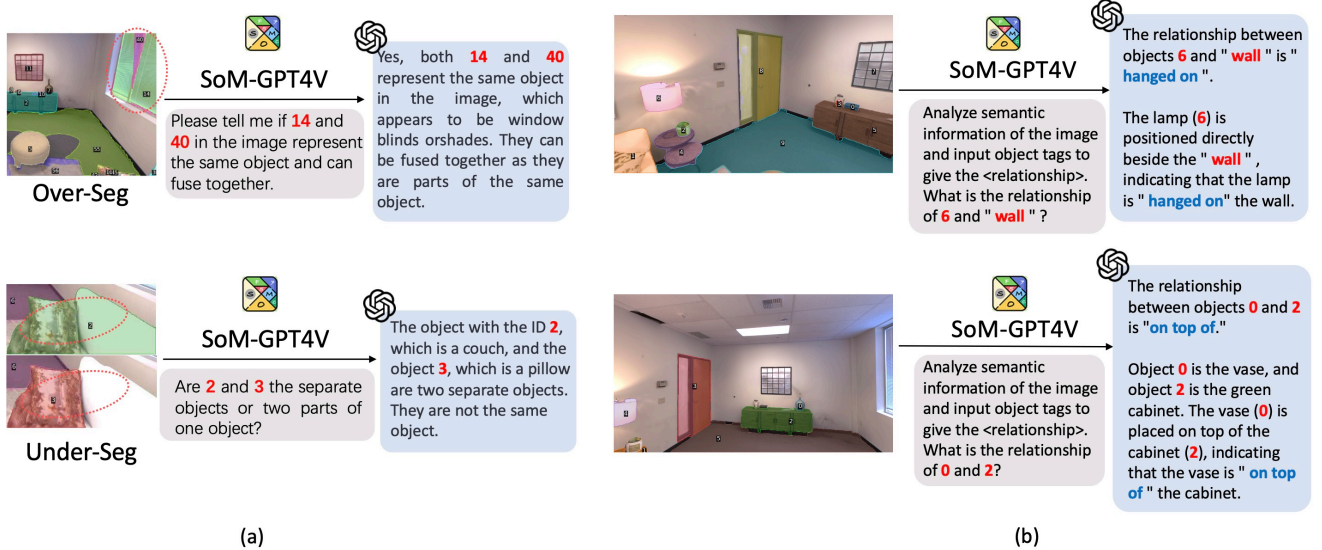 SoM-GPT4V
Please tell me if 14 and
40 in the image represent
the same object and can
fuse together.
Yes, both 14 and 40
represent the same object
in the image, which
appears to be window
blinds orshades. They can
be fused together as they
are parts of the same
object.
Over-Seg
SoM-GPT4V
Are 2 and 3 the separate
objects or two parts of
one object?
The object with the ID 2,
which is a couch, and the
object 3, which is a pillow
are two separate objects.
They are not the same
object.
Under-Seg
(a)
SoM-GPT4V
Analyze semantic
information of the image
and input object tags to
give the <relationship>.
What is the relationship
of 6 and " wall " ?
The relationship between
objects 6 and " wall " is "
hanged on ".
The lamp (6) is
positioned directly
beside the " wall " ,
indicating that the lamp
is " hanged on" the wall.
SoM-GPT4V
Analyze semantic
information of the image
and input object tags to
give the <relationship>.
What is the relationship
of 0 and 2?
The relationship
between objects 0 and 2
is "on top of."
Object 0 is the vase, and
object 2 is the green
cabinet. The vase (0) is
placed on top of the
cabinet (2), indicating
that the vase is " on top
of " the cabinet.
(b)